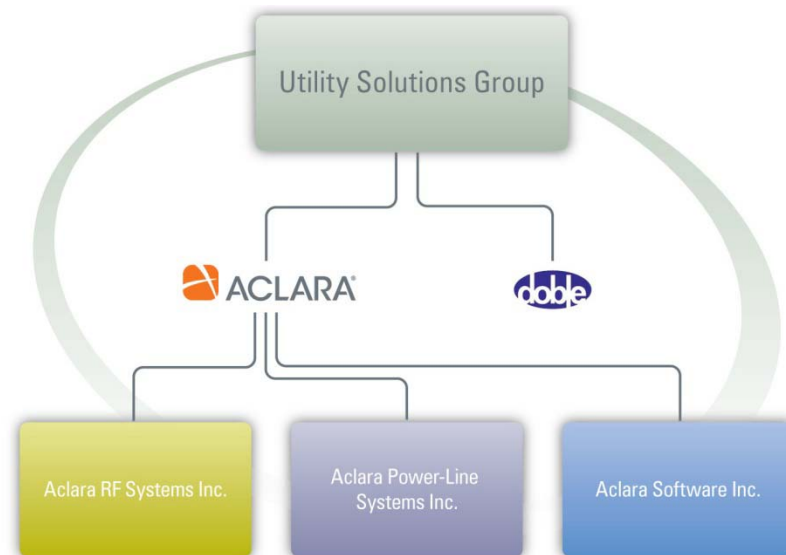 Utility Solutions Group
ACLARA®
doble
Aclara RF Systems Inc.
Aclara Power-Line
Systems Inc.
Aclara Software Inc.